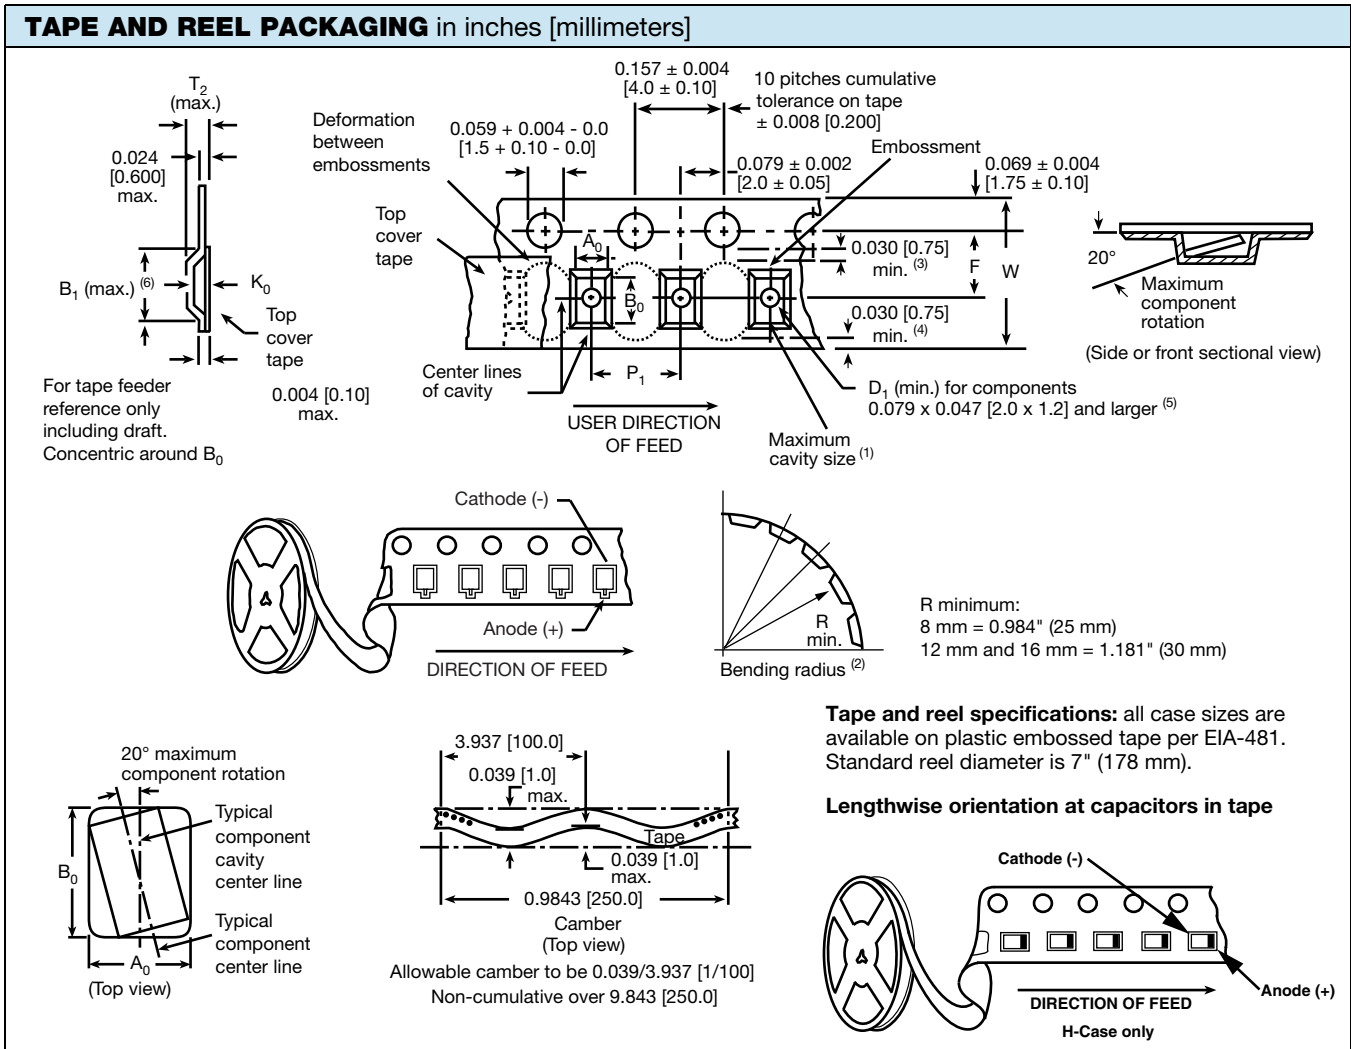 TAPE AND REEL PACKAGING in inches [millimeters]
T2
(max.)
0.024
[0.600]
max.
B1 (max.) (6)
K0
Top
cover
tape
For tape feeder
reference only
including draft.
Concentric around B0
0.004 [0.10]
max.
Deformation
between
embossments
Top
cover
tape
0.059 + 0.004 - 0.0
[1.5 + 0.10 - 0.0]
0.157 ± 0.004
[4.0 ± 0.10]
10 pitches cumulative
tolerance on tape
± 0.008 [0.200]
0.079 ± 0.002
[2.0 ± 0.05]
Embossment
0.069 ± 0.004
[1.75 ± 0.10]
A0
B0
0.030 [0.75]
min. (3)
F
W
0.030 [0.75]
min. (4)
Center lines
of cavity
P1
USER DIRECTION
OF FEED
D1 (min.) for components
0.079 x 0.047 [2.0 x 1.2] and larger (5)
Maximum
cavity size (1)
20°
Maximum
component
rotation
(Side or front sectional view)
Cathode (-)
Anode (+)
DIRECTION OF FEED
R
min.
Bending radius (2)
R minimum:
8 mm = 0.984" (25 mm)
12 mm and 16 mm = 1.181" (30 mm)
20° maximum
component rotation
Typical
component
cavity
center line
B0
Typical
component
center line
A0
(Top view)
3.937 [100.0]
0.039 [1.0]
max.
Tape
0.039 [1.0]
max.
0.9843 [250.0]
Camber
(Top view)
Allowable camber to be 0.039/3.937 [1/100]
Non-cumulative over 9.843 [250.0]
Tape and reel specifications: all case sizes are
available on plastic embossed tape per EIA-481.
Standard reel diameter is 7" (178 mm).
Lengthwise orientation at capacitors in tape
Cathode (-)
Anode (+)
DIRECTION OF FEED
H-Case only